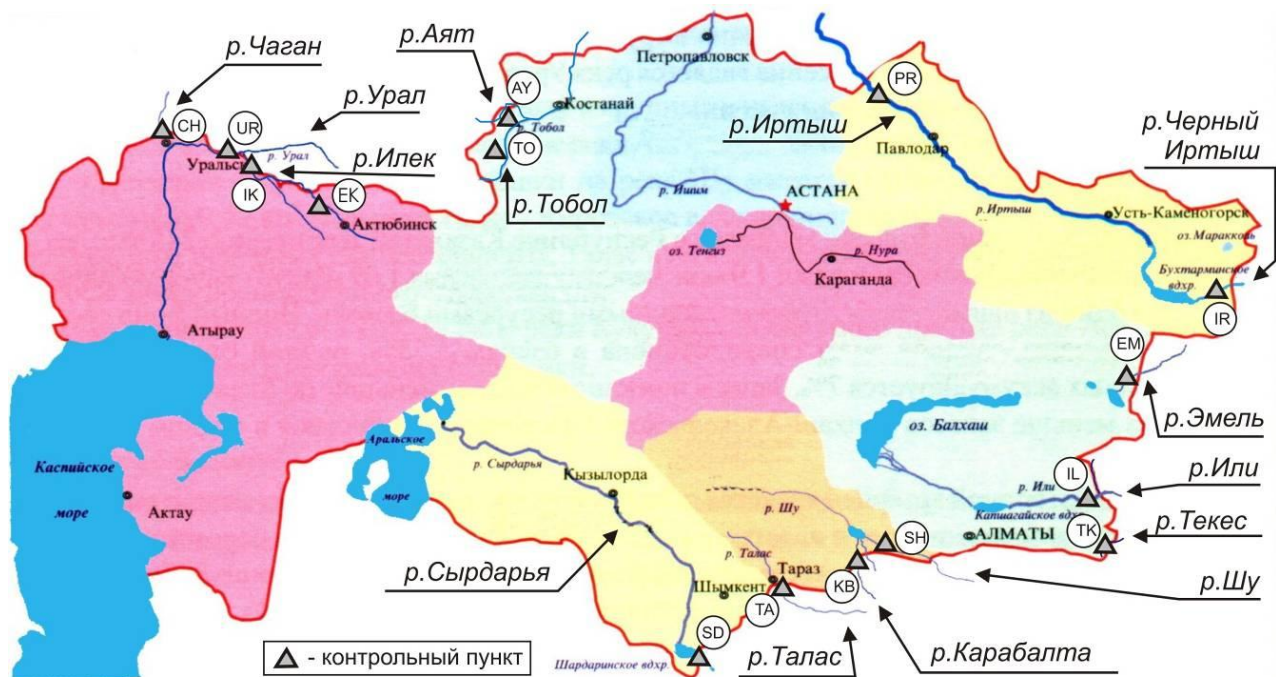 р.Чаган
р.Аят
р.Урал
р.Илек
р.Тобол
р.Иртыш
р.Черный
Иртыш
р.Эмель
р.Или
р.Текес
р.Шу
р.Карабалта
р.Талас
р.Сырдарья
CH
UR
IK
EK
AY
TO
PR
IR
EM
IL
TK
SH
KB
TA
SD
Петропавловск
Костанай
р. Тобол
Уральск
р. Урал
Актюбинск
Павлодар
р. Ишим
АСТАНА
р.Иртыш
Усть-Каменогорск
оз. Маракколь
оз. Тенгиз
р. Нура
Караганда
Бухтарминское
вдхр.
Атырау
Каспийское
море
Актау
Аральское
море
р. Сырдарья
Кызылорда
оз. Балхаш
р. Или
Капшагайское вдхр.
АЛМАТЫ
р. Шу
р. Талас
Тараз
Шымкент
Шардаринское вдхр.
- контрольный пункт